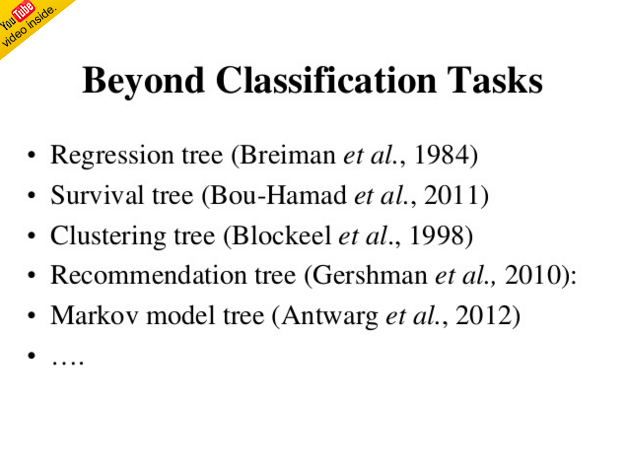 YouTube
video inside.
Beyond Classification Tasks
• Regression tree (Breiman et al., 1984)
• Survival tree (Bou-Hamad et al., 2011)
• Clustering tree (Blockeel et al., 1998)
• Recommendation tree (Gershman et al., 2010):
• Markov model tree (Antwarg et al., 2012)
• ….